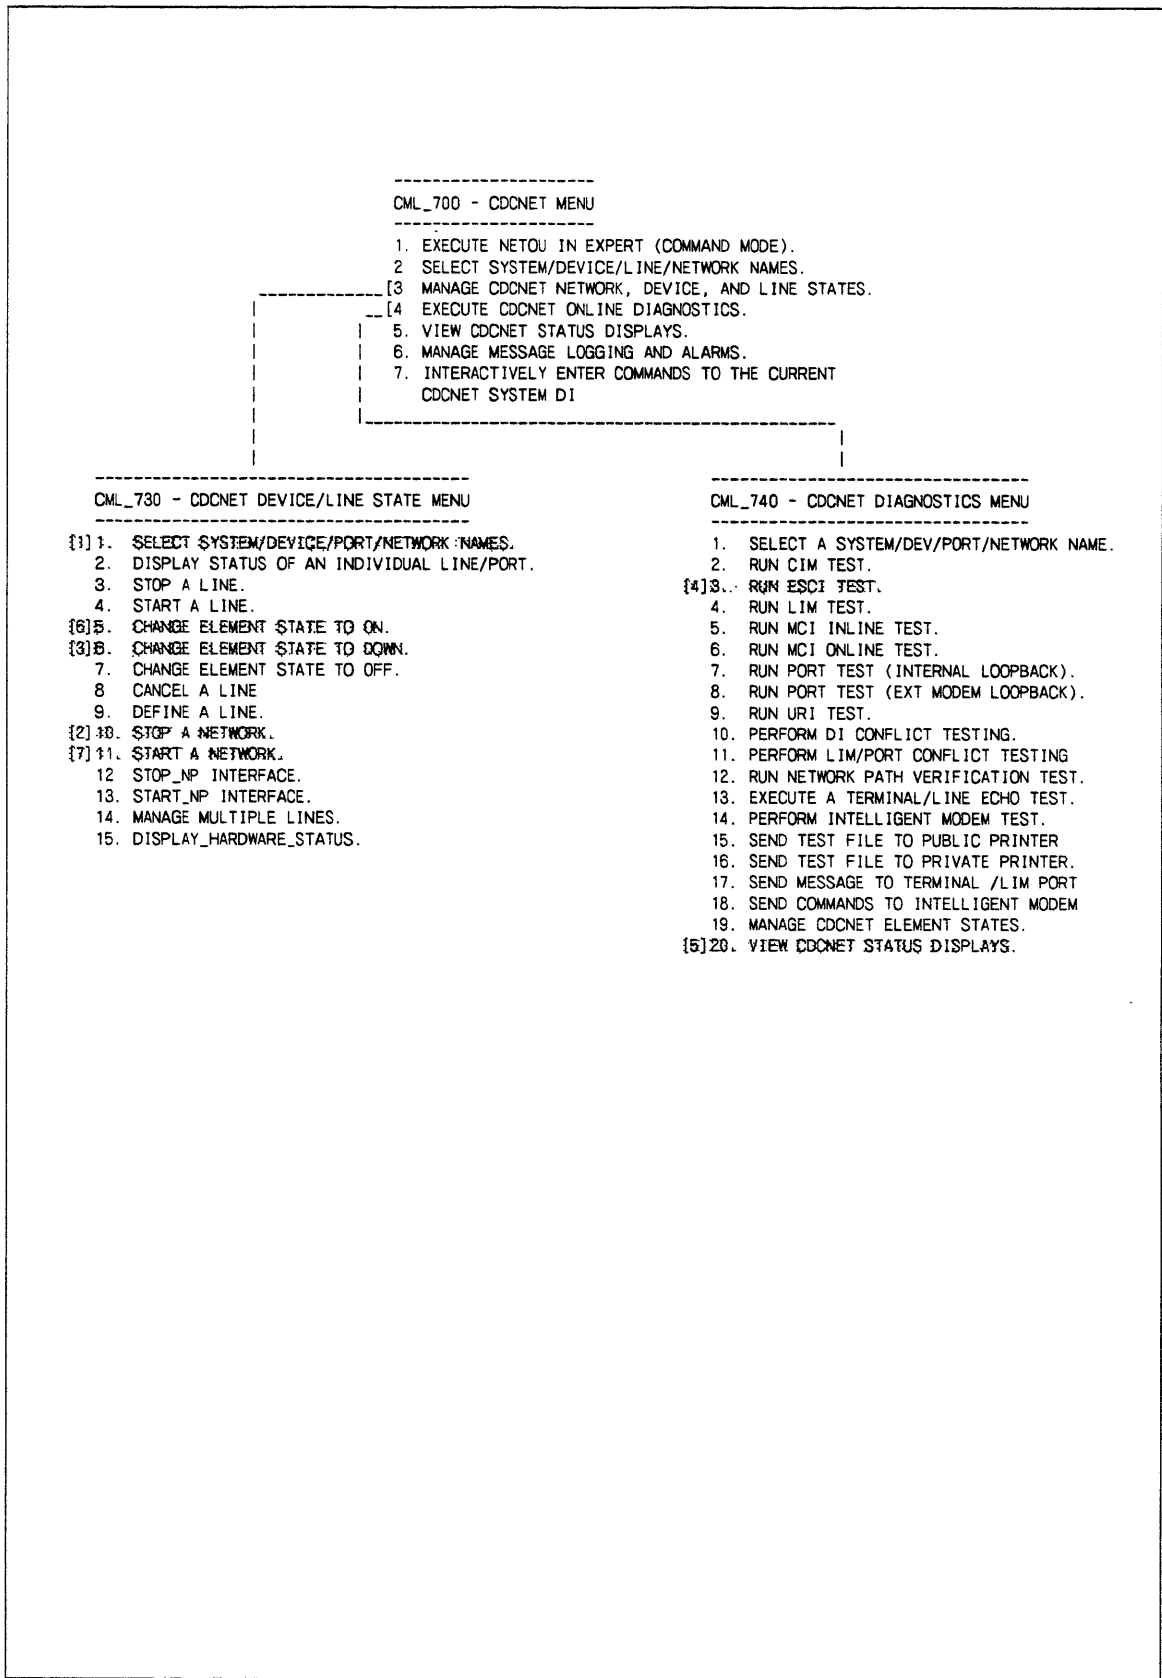 CML_700 - CDCNET MENU
1. EXECUTE NETOU IN EXPERT (COMMAND MODE).
2 SELECT SYSTEM/DEVICE/LINE/NETWORK NAMES.
[3 MANAGE CDCNET NETWORK, DEVICE, AND LINE STATES.
[4 EXECUTE CDCNET ONLINE DIAGNOSTICS.
5. VIEW CDCNET STATUS DISPLAYS.
6. MANAGE MESSAGE LOGGING AND ALARMS.
7. INTERACTIVELY ENTER COMMANDS TO THE CURRENT
CDCNET SYSTEM DI
CML_730 - CDCNET DEVICE/LINE STATE MENU
[1] 1. SELECT SYSTEM/DEVICE/PORT/NETWORK NAMES.
2. DISPLAY STATUS OF AN INDIVIDUAL LINE/PORT.
3. STOP A LINE.
4. START A LINE.
[6]5. CHANGE ELEMENT STATE TO ON.
[3]6. CHANGE ELEMENT STATE TO DOWN.
7. CHANGE ELEMENT STATE TO OFF.
8 CANCEL A LINE
9. DEFINE A LINE.
[2] 10. STOP A NETWORK.
[7] 11. START A NETWORK.
12 STOP_NP INTERFACE.
13. START_NP INTERFACE.
14. MANAGE MULTIPLE LINES.
15. DISPLAY_HARDWARE_STATUS.
CML_740 - CDCNET DIAGNOSTICS MENU
1. SELECT A SYSTEM/DEV/PORT/NETWORK NAME.
2. RUN CIM TEST.
[4]3. RUN ESCI TEST.
4. RUN LIM TEST.
5. RUN MCI INLINE TEST.
6. RUN MCI ONLINE TEST.
7. RUN PORT TEST (INTERNAL LOOPBACK).
8. RUN PORT TEST (EXT MODEM LOOPBACK).
9. RUN URI TEST.
10. PERFORM DI CONFLICT TESTING.
11. PERFORM LIM/PORT CONFLICT TESTING
12. RUN NETWORK PATH VERIFICATION TEST.
13. EXECUTE A TERMINAL/LINE ECHO TEST.
14. PERFORM INTELLIGENT MODEM TEST.
15. SEND TEST FILE TO PUBLIC PRINTER
16. SEND TEST FILE TO PRIVATE PRINTER.
17. SEND MESSAGE TO TERMINAL /LIM PORT
18. SEND COMMANDS TO INTELLIGENT MODEM
19. MANAGE CDCNET ELEMENT STATES.
[5]20. VIEW CDCNET STATUS DISPLAYS.